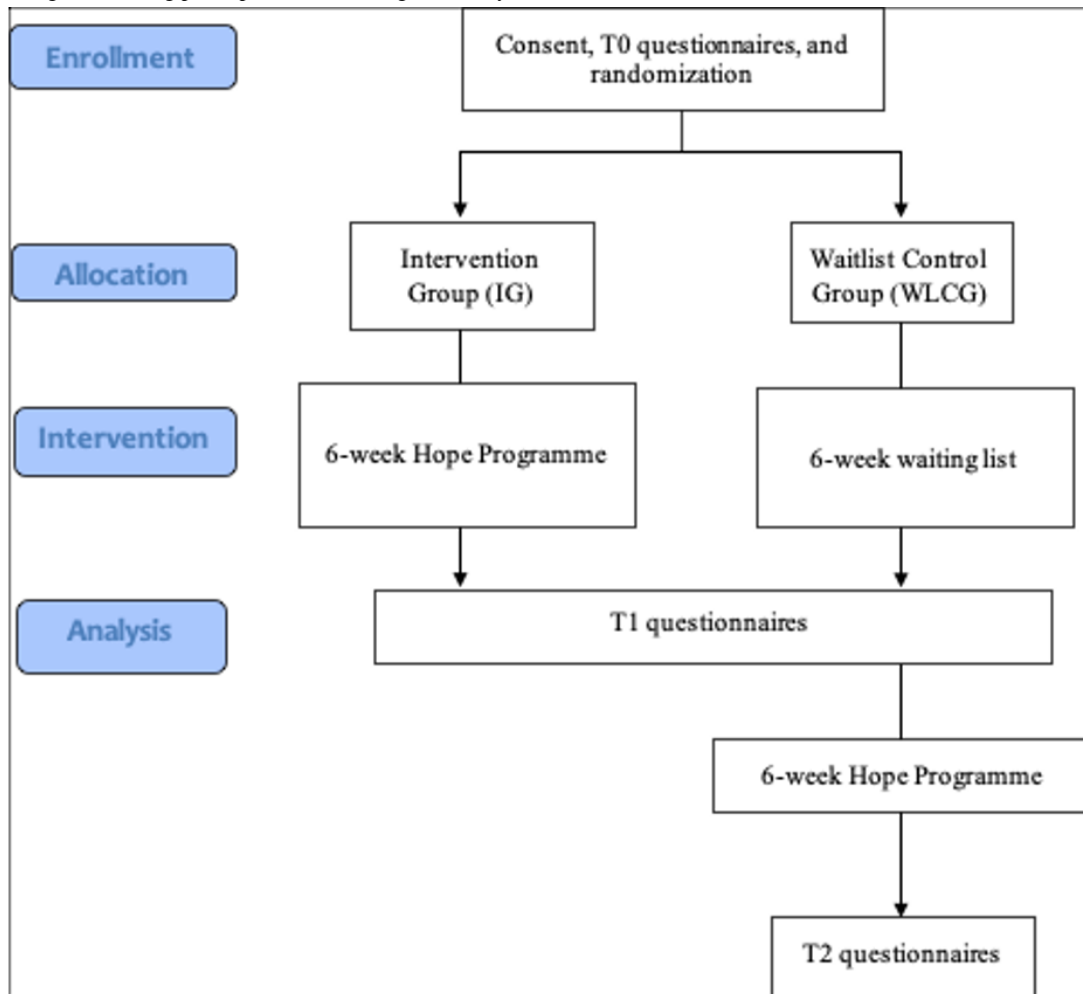 Enrollment
Consent, T0 questionnaires, and
randomization
Allocation
Intervention
Group (IG)
Waitlist Control
Group (WLCG)
Intervention
6-week Hope Programme
6-week waiting list
Analysis
T1 questionnaires
6-week Hope Programme
T2 questionnaires